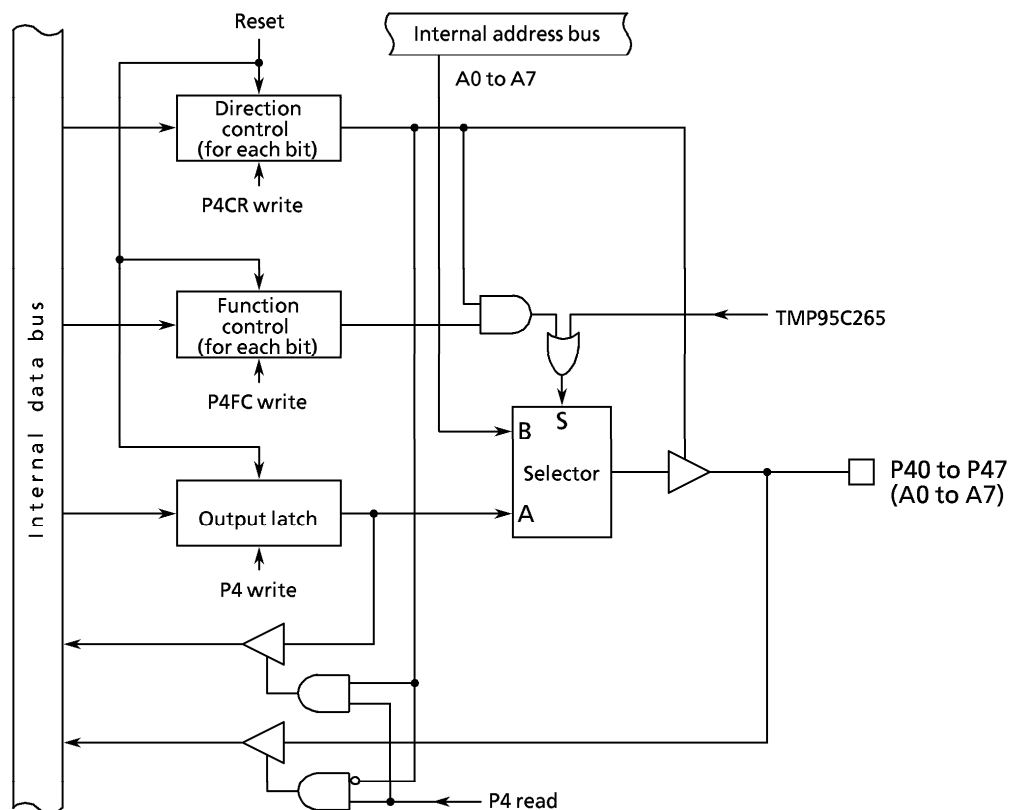 Reset
Internal address bus
A0 to A7
Direction
control
(for each bit)
P4CR write
Function
control
(for each bit)
TMP95C265
P4FC write
Internal data bus
S
B
Selector
A
P40 to P47
(A0 to A7)
Output latch
P4 write
P4 read